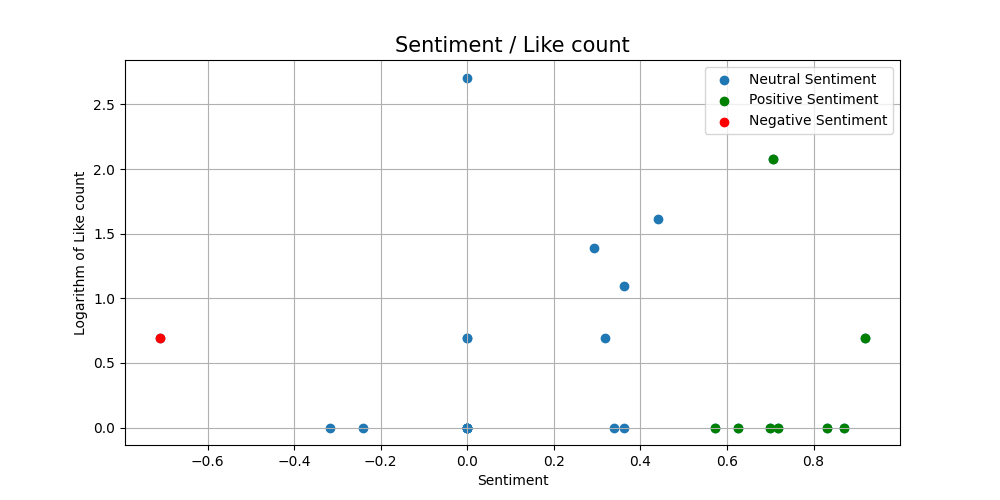 Sentiment / Like count
Neutral Sentiment
Positive Sentiment
Negative Sentiment
Logarithm of Like count
2.5
2.0
1.5
1.0
0.5
0.0
−0.6 −0.4 −0.2 0.0 0.2 0.4 0.6 0.8
Sentiment